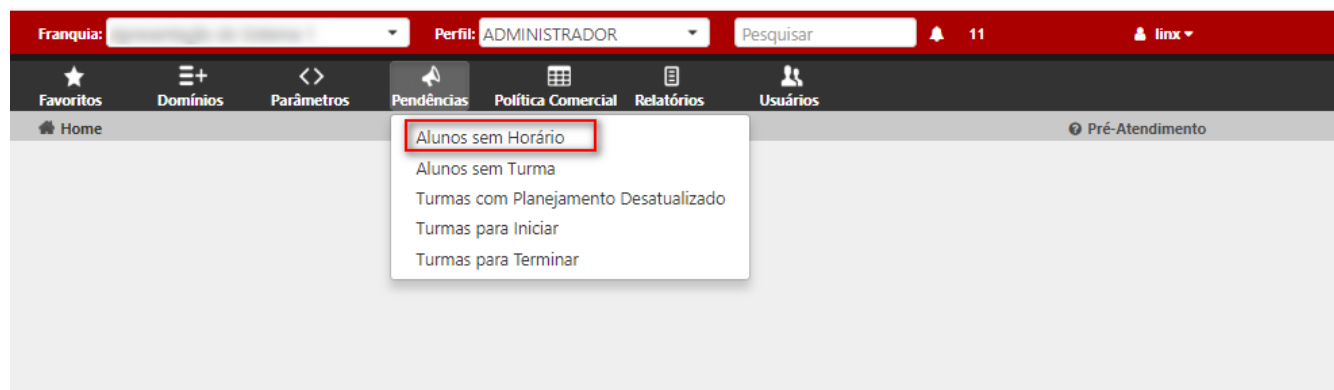 Franquia: Perfil: ADMINISTRADOR Pesquisar 11 linx
Favoritos Domínios Parâmetros Pendências Política Comercial Relatórios Usuários
Home Pré-Atendimento
Alunos sem Horário
Alunos sem Turma
Turmas com Planejamento Desatualizado
Turmas para Iniciar
Turmas para Terminar